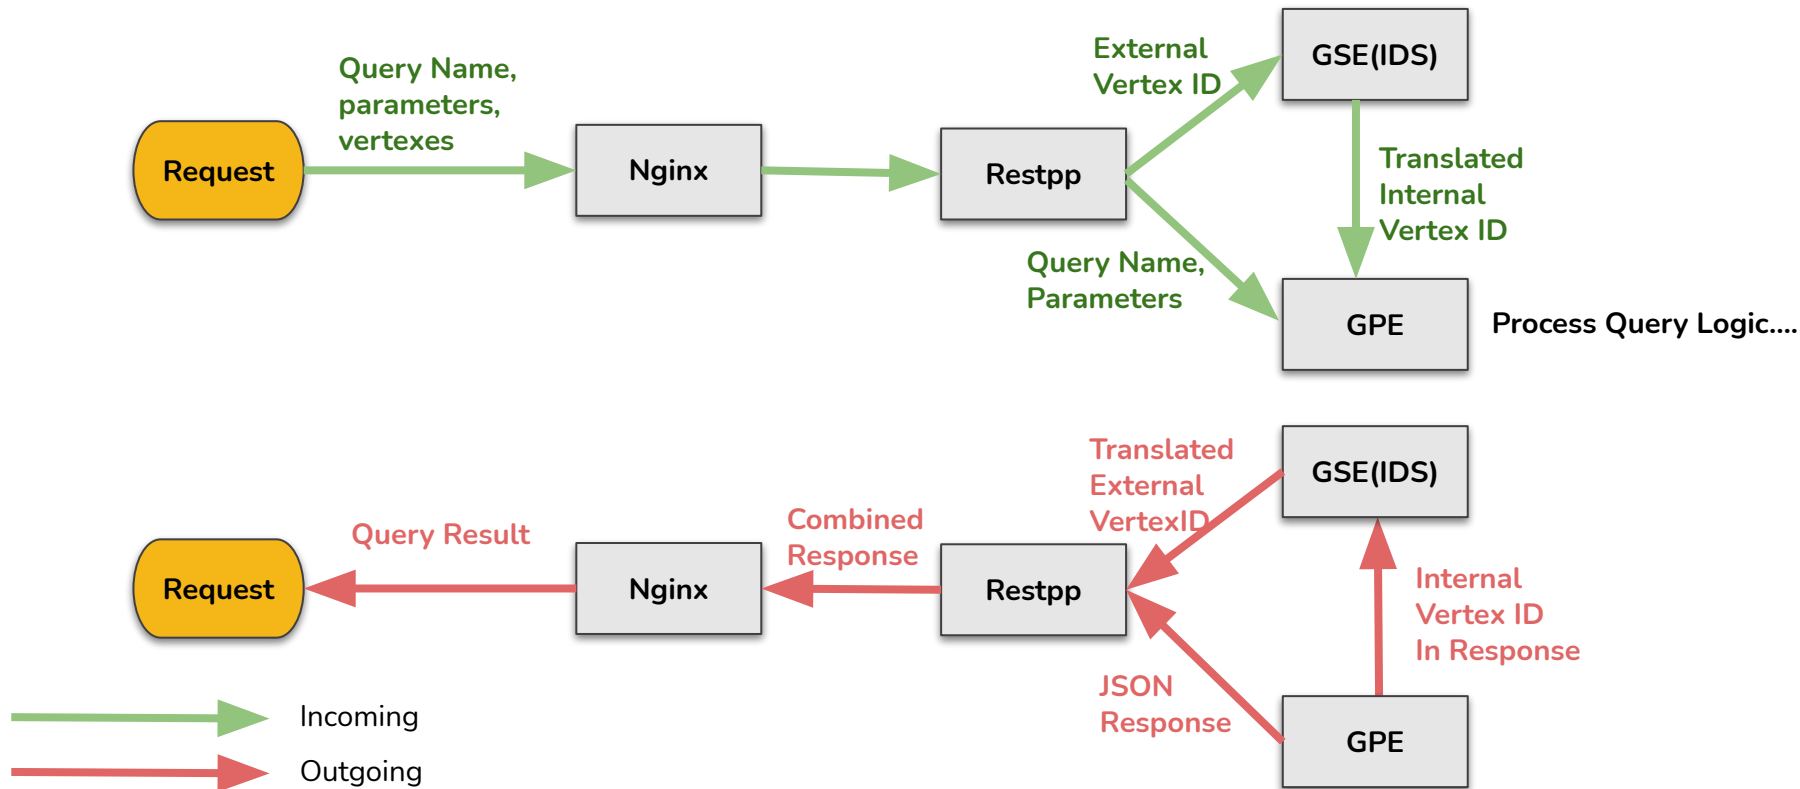 Query Name,
parameters,
vertexes
Request
Nginx
Restpp
External
Vertex ID
GSE(IDS)
Translated
Internal
Vertex ID
Query Name,
Parameters
GPE
Process Query Logic....
Request
Query Result
Nginx
Combined
Response
Restpp
Translated
External
VertexID
GSE(IDS)
Internal
Vertex ID
In Response
JSON
Response
GPE
Incoming
Outgoing